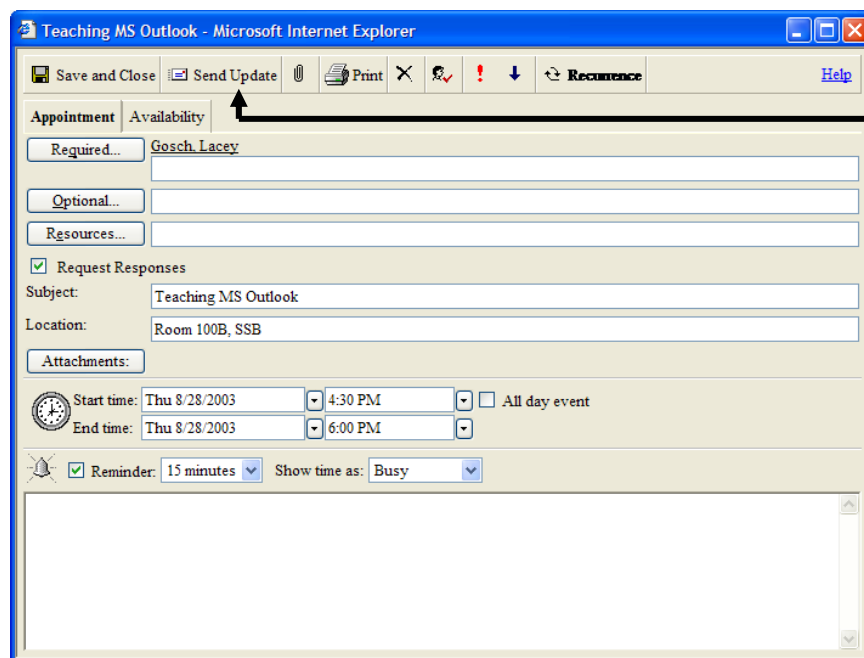 Teaching MS Outlook - Microsoft Internet Explorer
Save and Close Send Update Print Recurrence Help
Appointment Availability
Required... Gosch, Lacey
Optional...
Resources...
Request Responses
Subject: Teaching MS Outlook
Location: Room 100B, SSB
Attachments:
Start time: Thu 8/28/2003 4:30 PM All day event
End time: Thu 8/28/2003 6:00 PM
Reminder: 15 minutes Show time as: Busy